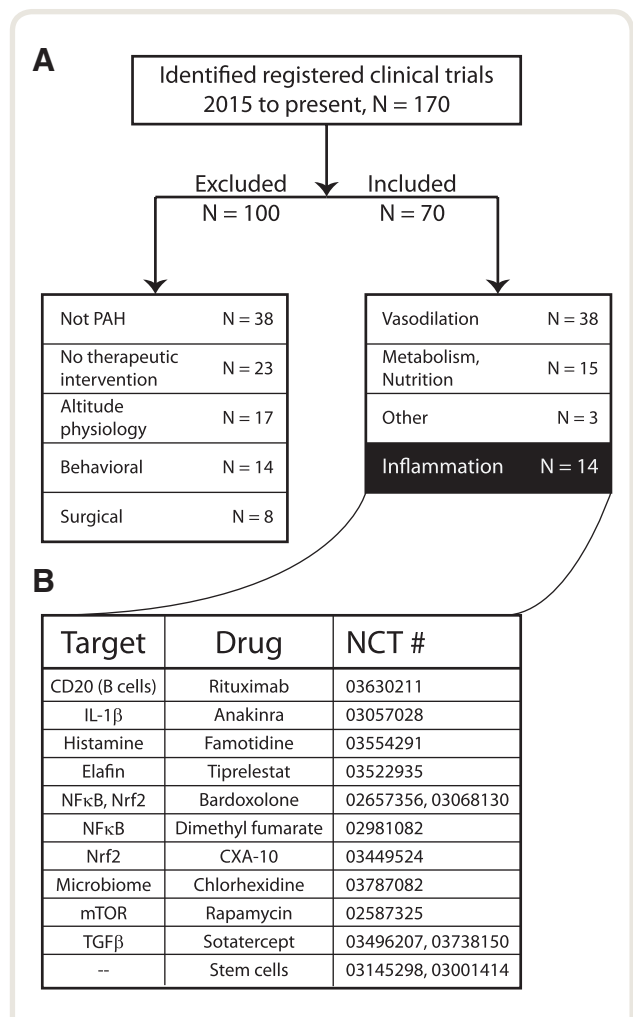 A
Identified registered clinical trials
2015 to present, N = 170
Excluded
N = 100
Included
N = 70
Not PAH N = 38
No therapeutic
intervention N = 23
Altitude
physiology N = 17
Behavioral N = 14
Surgical N = 8
Vasodilation N = 38
Metabolism,
Nutrition N = 15
Other N = 3
Inflammation N = 14
B
Target Drug NCT #
CD20 (B cells) Rituximab 03630211
IL-1β Anakinra 03057028
Histamine Famotidine 03554291
Elafin Tiprelestat 03522935
NFκB, Nrf2 Bardoxolone 02657356, 03068130
NFκB Dimethyl fumarate 02981082
Nrf2 CXA-10 03449524
Microbiome Chlorhexidine 03787082
mTOR Rapamycin 02587325
TGFβ Sotatercept 03496207, 03738150
-- Stem cells 03145298, 03001414